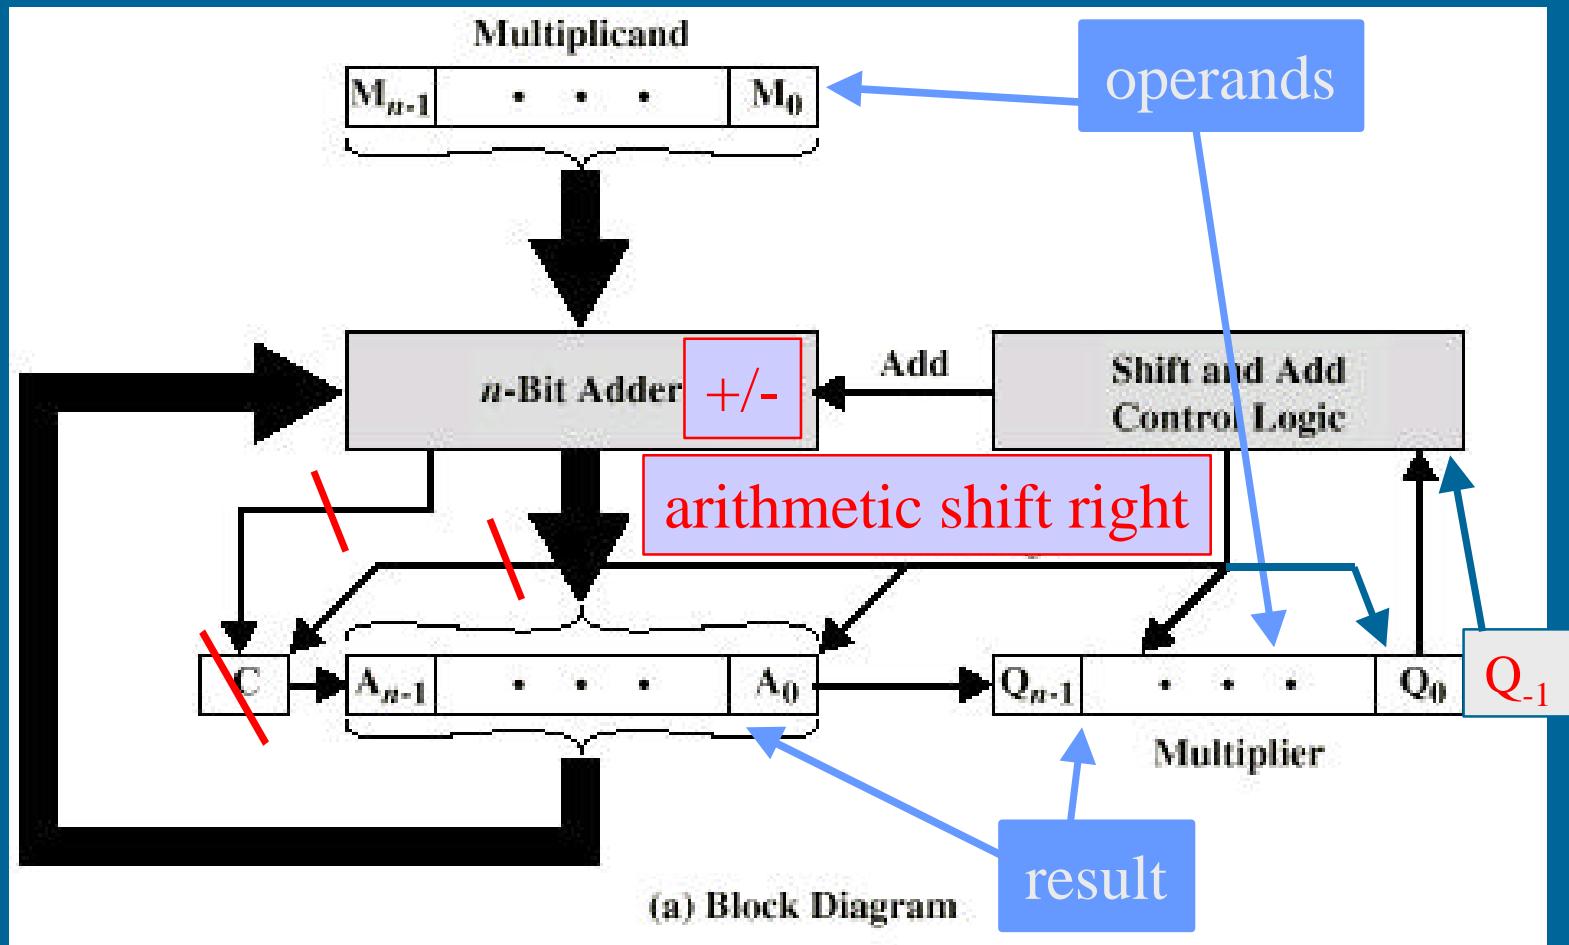 Multiplicand
operands
Mn-1 • • • M0
n-Bit Adder +/-
Add
Shift and Add
Control Logic
arithmetic shift right
C
An-1 • • • A0
Qn-1 • • • Q0
Q-1
Multiplier
result
(a) Block Diagram